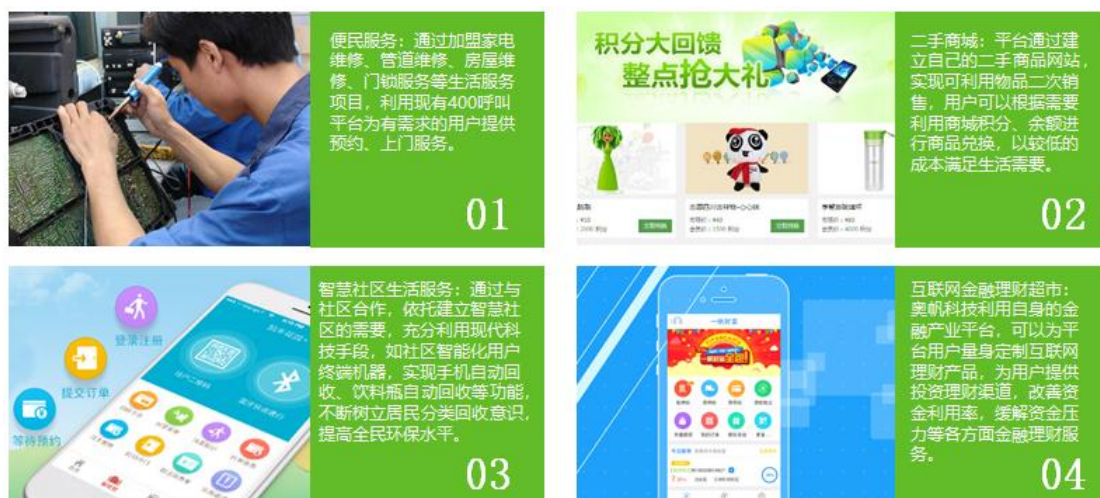 便民服务：通过加盟家电
维修、管道维修、房屋维
修、门锁服务等生活服务
项目，利用现有400呼叫
平台为有需求的用户提供
预约、上门服务。
01
积分大回馈
整点抢大礼
二手商城：平台通过建
立自己的二手商品网站，
实现可利用物品二次销
售，用户可以根据需要
利用商城积分、余额进
行商品兑换，以较低的
成本满足生活需要。
02
登录注册
提交订单
等待预约
智慧社区生活服务：通过与
社区合作，依托建立智慧社
区的需要，充分利用现代科
技手段，如社区智能化用户
终端机器，实现手机自动回
收、饮料瓶自动回收等功能，
不断树立居民分类回收意识，
提高全民环保水平。
03
互联网金融理财超市：
奥帆科技利用自身的金
融产业平台，可以为平
台用户量身定制互联网
理财产品，为用户提供
投资理财渠道，改善资
金利用率，缓解资金压
力等各方面金融理财服
务。
04